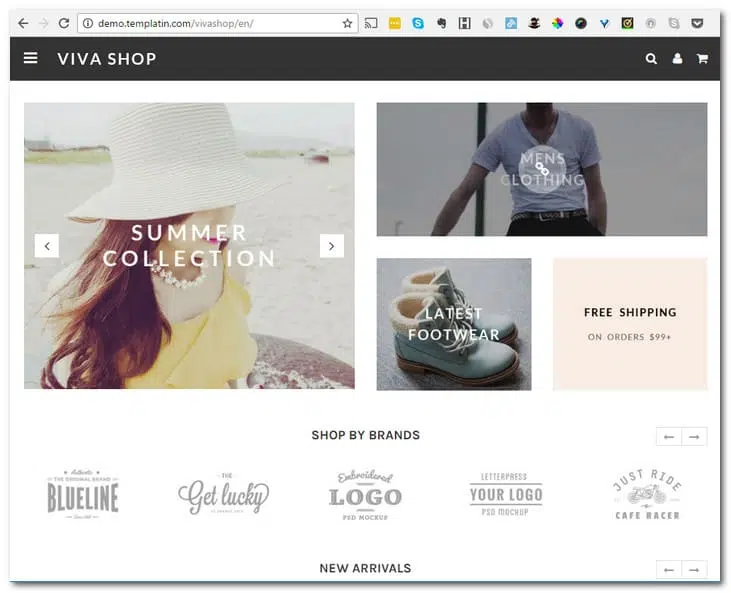 demo.templatin.com/vivashop/en/
VIVA SHOP
SUMMER
COLLECTION
MENS
CLOTHING
LATEST
FOOTWEAR
FREE SHIPPING
ON ORDERS $99+
SHOP BY BRANDS
Authentic
THE ORIGINAL BRAND
BLUELINE
THE
Get lucky
Embroidered
LOGO
PSD MOCKUP
LETTERPRESS
YOUR LOGO
PSD MOCKUP
JUST RIDE
CAFE RACER
NEW ARRIVALS